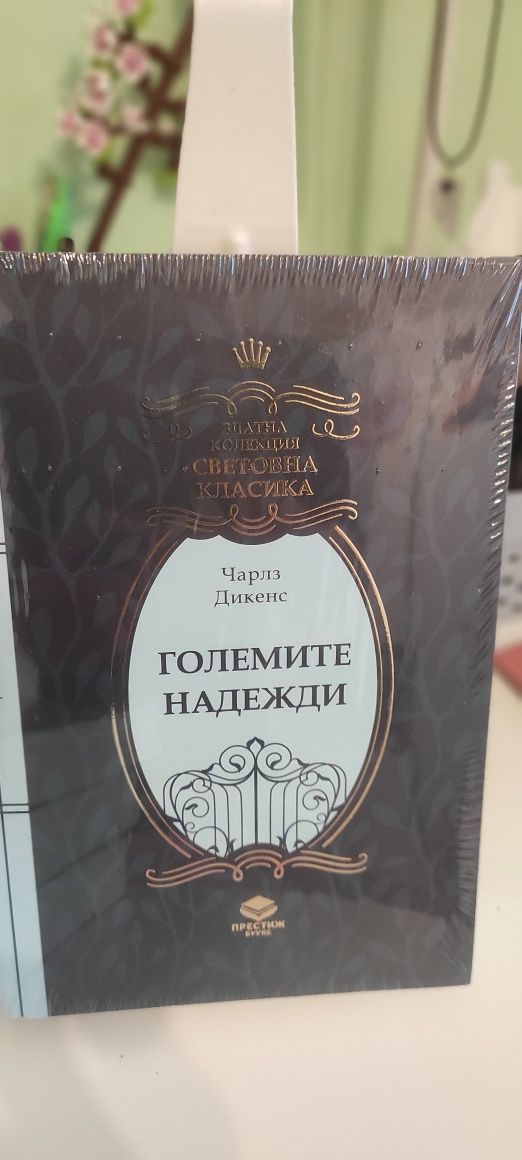 ЗЛАТНА
КОЛЕКЦИЯ
СВЕТОВНА
КЛАСИКА
Чарлз
Дикенс
ГОЛЕМИТЕ
НАДЕЖДИ
ПРЕСТИЖ
БУУКС